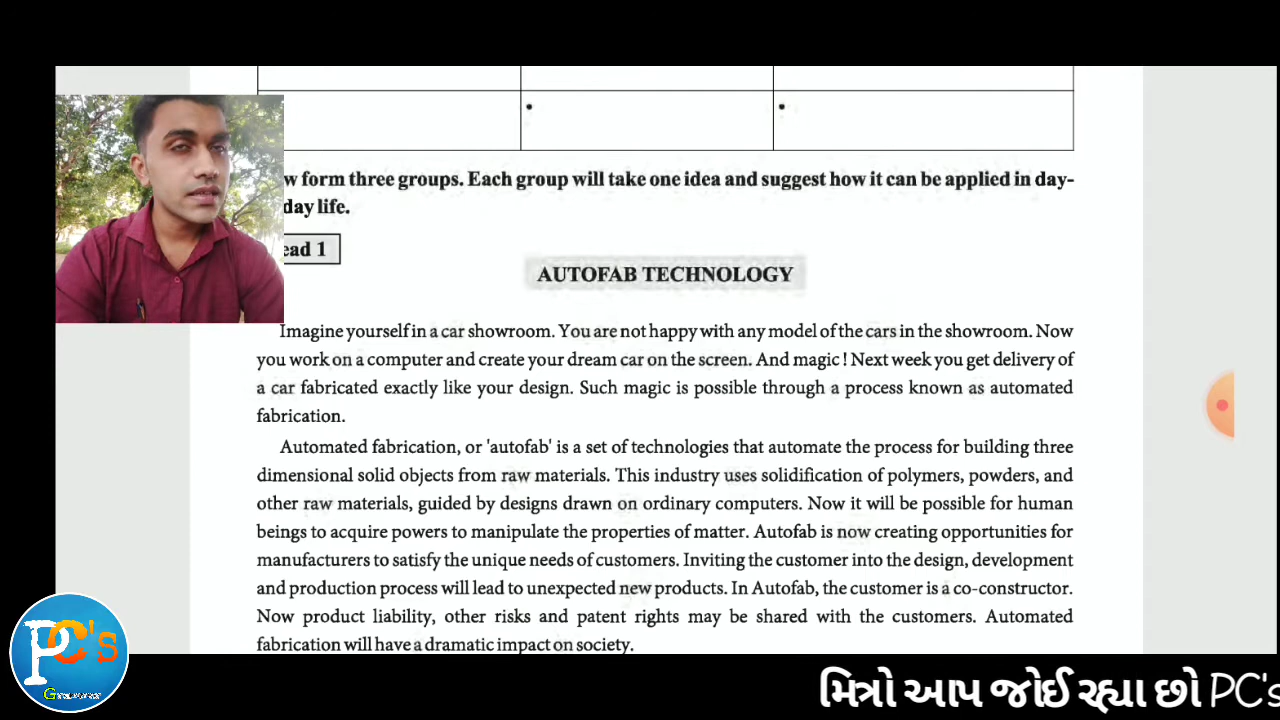 w form three groups. Each group will take one idea and suggest how it can be applied in day-
day life.
ead 1
AUTOFAB TECHNOLOGY
Imagine yourself in a car showroom. You are not happy with any model of the cars in the showroom. Now
you work on a computer and create your dream car on the screen. And magic ! Next week you get delivery of
a car fabricated exactly like your design. Such magic is possible through a process known as automated
fabrication.
Automated fabrication, or 'autofab' is a set of technologies that automate the process for building three
dimensional solid objects from raw materials. This industry uses solidification of polymers, powders, and
other raw materials, guided by designs drawn on ordinary computers. Now it will be possible for human
beings to acquire powers to manipulate the properties of matter. Autofab is now creating opportunities for
manufacturers to satisfy the unique needs of customers. Inviting the customer into the design, development
and production process will lead to unexpected new products. In Autofab, the customer is a co-constructor.
Now product liability, other risks and patent rights may be shared with the customers. Automated
fabrication will have a dramatic impact on society.
PC's
મિત્રો આપ જોઈ રહ્યા છો PC's